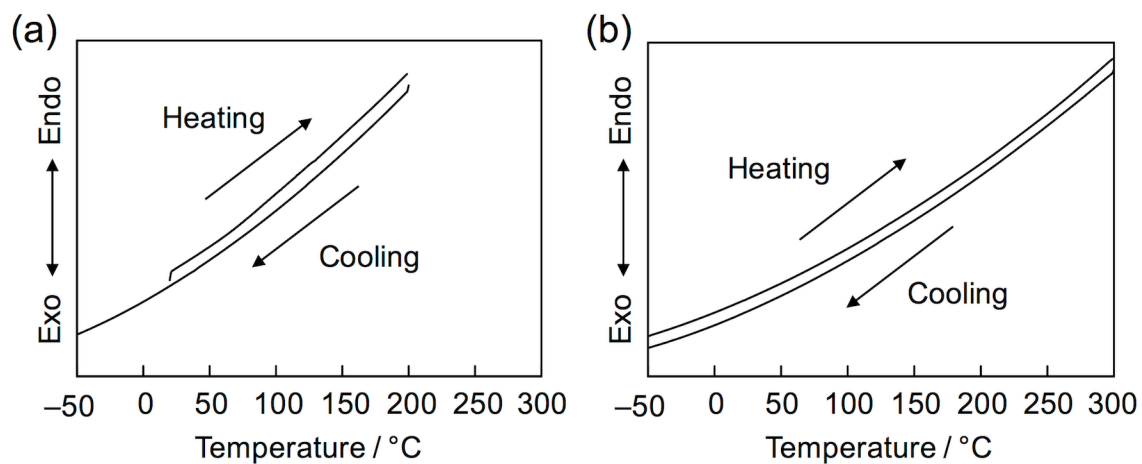 (a)
Endo
Exo
Heating
Cooling
–50 0 50 100 150 200 250 300
Temperature / °C
(b)
Endo
Exo
Heating
Cooling
–50 0 50 100 150 200 250 300
Temperature / °C